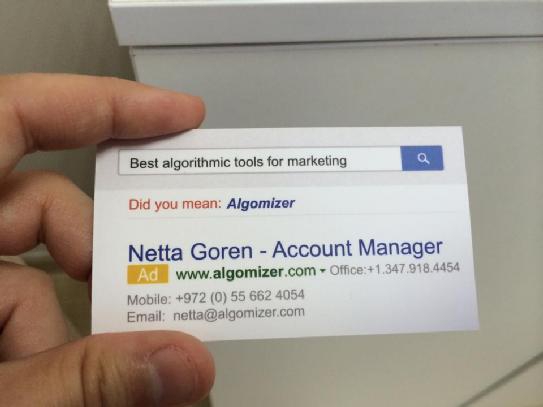 Best algorithmic tools for marketing
Did you mean: Algomizer
Netta Goren - Account Manager
Ad www.algomizer.com Office:+1.347.918.4454
Mobile: +972 (0) 55 662 4054
Email: netta@algomizer.com